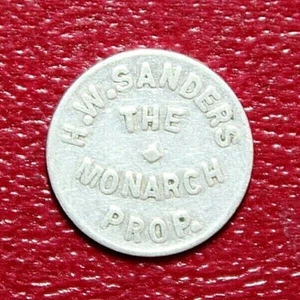 H.W. SANDERS
THE
MONARCH
PROP.